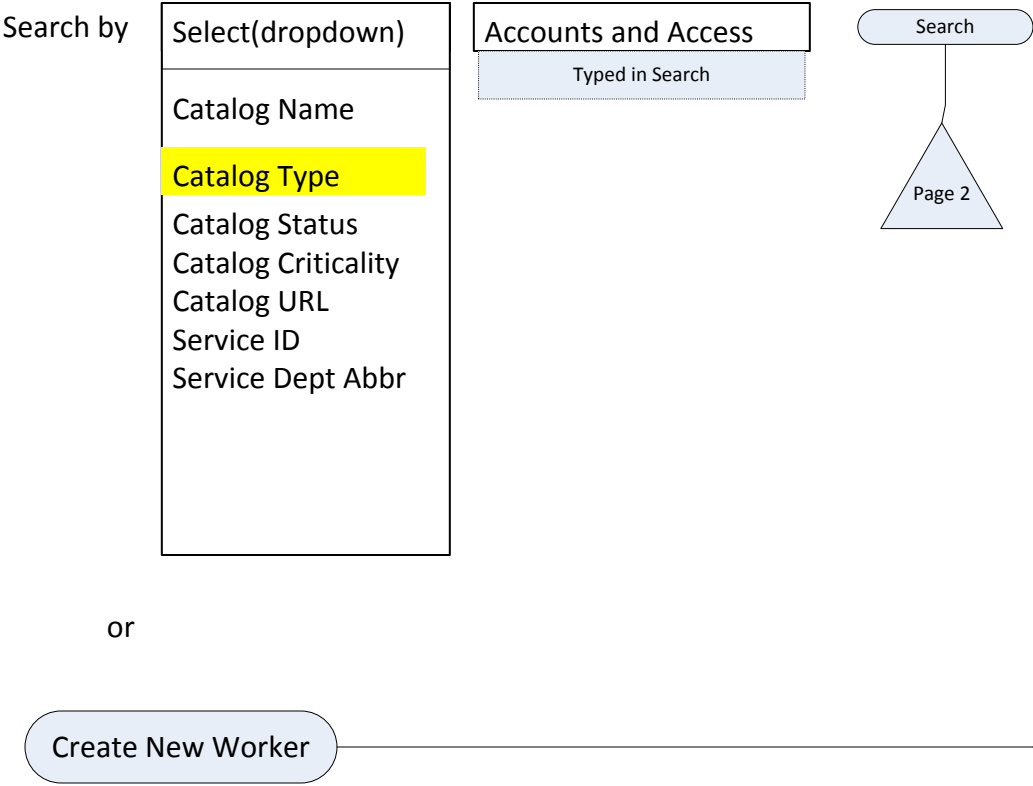 Search by
Select(dropdown)
Accounts and Access
Search
Typed in Search
Catalog Name
Catalog Type
Page 2
Catalog Status
Catalog Criticality
Catalog URL
Service ID
Service Dept Abbr
or
Create New Worker